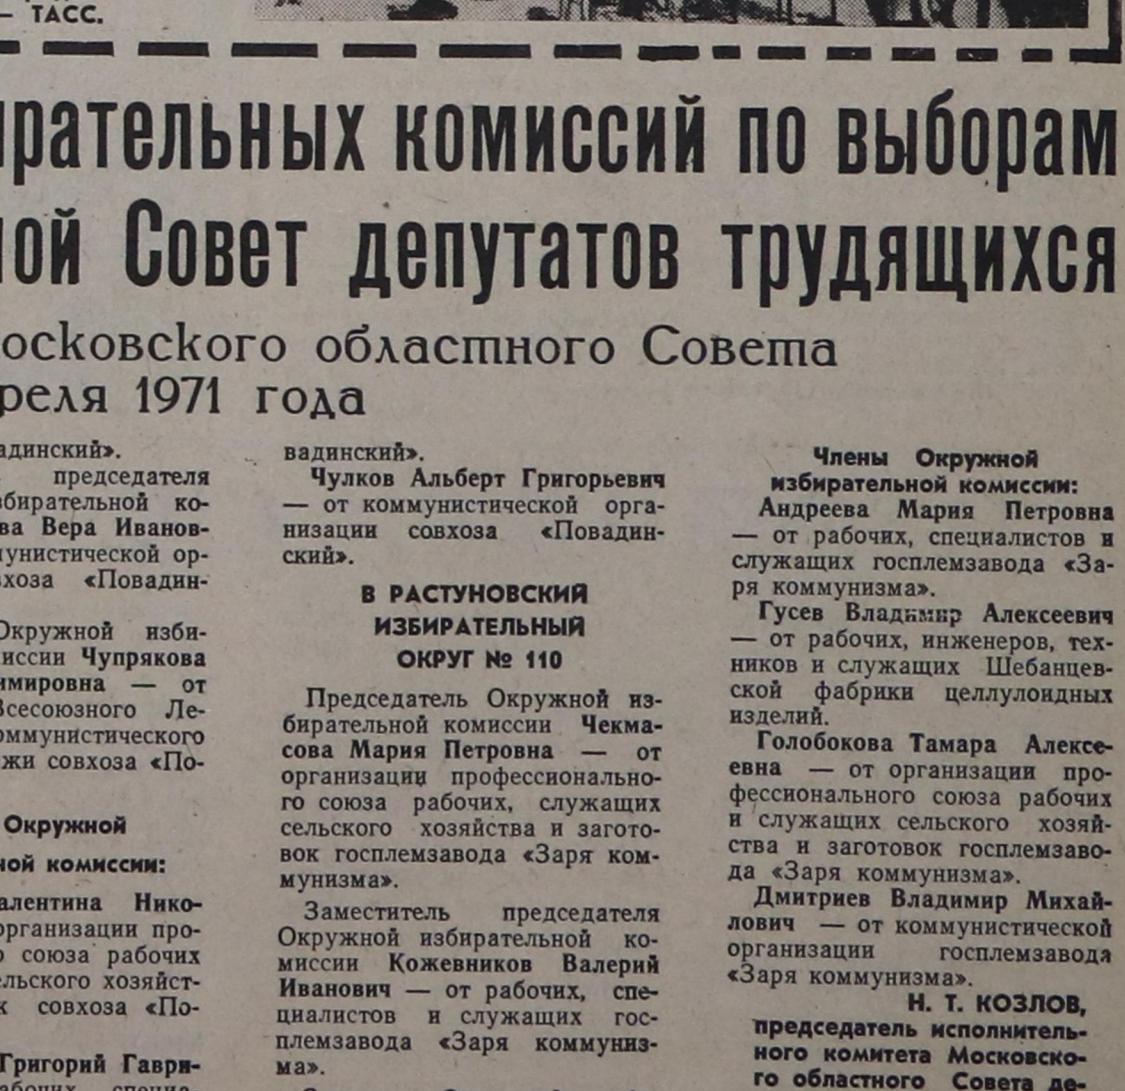 — ТАСС.
ирательных комиссий по выборам
ной Совет депутатов трудящихся
осковского областного Совета
реля 1971 года
адинский».
председателя
збирательной ко-
ва Вера Иванов-
мунистической ор-
вхоза «Повадин-
Окружной изби-
иссии Чупрякова
имировна — от
Всесоюзного Ле-
оммунистического
жи совхоза «По-
Окружной
ной комиссии:
алентина Нико-
организации про-
о союза рабочих
ельского хозяйст-
к совхоза «По-
Григорий Гаври-
вадинский».
Чулков Альберт Григорьевич
— от коммунистической орга-
низации совхоза «Повадин-
ский».
В РАСТУНОВСКИЙ
ИЗБИРАТЕЛЬНЫЙ
ОКРУГ № 110
Председатель Окружной из-
бирательной комиссии Чекма-
сова Мария Петровна — от
организации профессионально-
го союза рабочих, служащих
сельского хозяйства и загото-
вок госплемзавода «Заря ком-
мунизма».
Заместитель председателя
Окружной избирательной ко-
миссии Кожевников Валерий
Иванович — от рабочих, спе-
циалистов и служащих гос-
племзавода «Заря коммуниз-
ма».
Члены Окружной
избирательной комиссии:
Андреева Мария Петровна
— от рабочих, специалистов и
служащих госплемзавода «За-
ря коммунизма».
Гусев Владимир Алексеевич
— от рабочих, инженеров, тех-
ников и служащих Шебанцев-
ской фабрики целлулоидных
изделий.
Голобокова Тамара Алексе-
евна — от организации про-
фессионального союза рабочих
и служащих сельского хозяй-
ства и заготовок госплемзаво-
да «Заря коммунизма».
Дмитриев Владимир Михай-
лович — от коммунистической
организации госплемзавода
«Заря коммунизма».
Н. Т. КОЗЛОВ,
председатель исполнитель-
ного комитета Московско-
го областного Совета де-